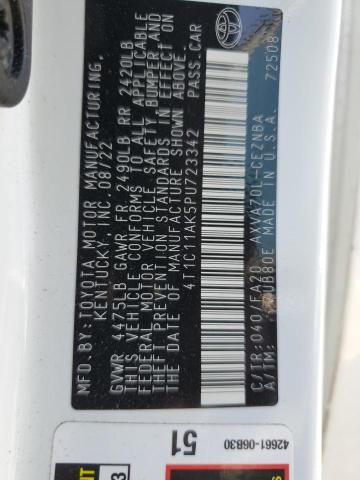 MFD.BY:TOYOTA MOTOR MANUFACTURING,
KENTUCKY, INC. 08/22
GVWR 4475LB GAWR FR 2490LB RR 2420LB
THIS VEHICLE CONFORMS TO ALL APPLICABLE
FEDERAL MOTOR VEHICLE SAFETY, BUMPER AND
THEFT PREVENTION STANDARDS IN EFFECT ON
THE DATE OF MANUFACTURE SHOWN ABOVE.
4T1C11AK5PU723342 PASS.CAR
C/TR:040/FA20 AXVA70L-CEZNBA
A/TM: /UB80E MADE IN U.S.A.
72508
42661-06B30
51